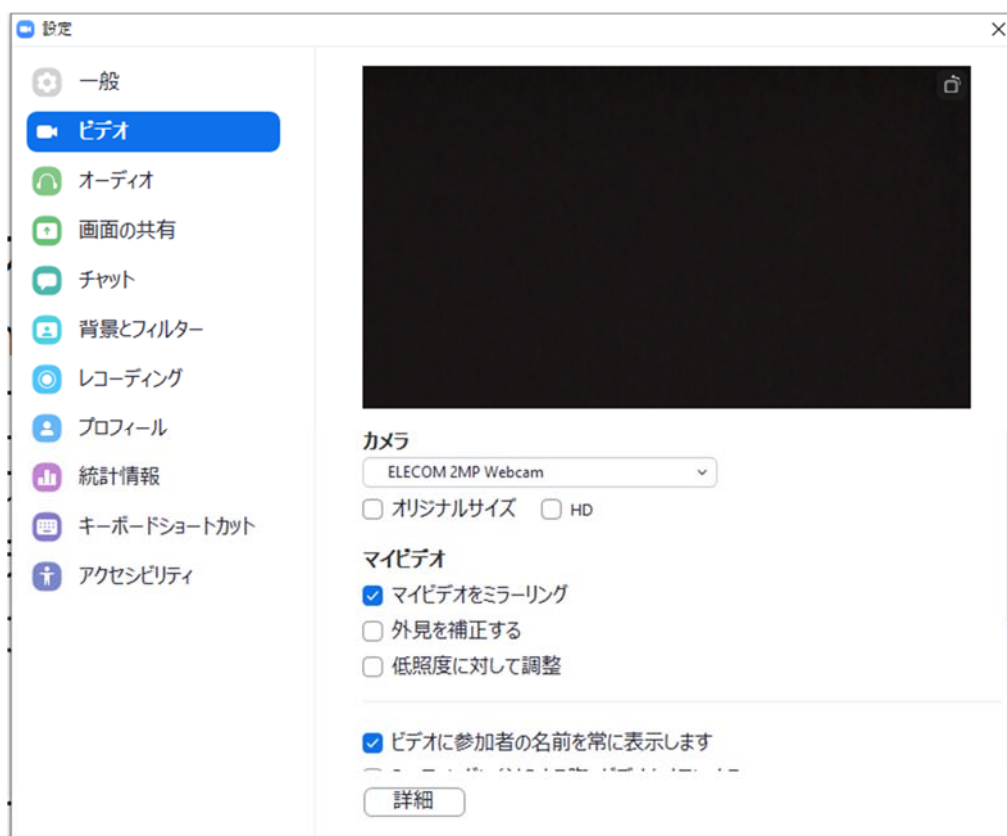 設定
一般
ビデオ
オーディオ
画面の共有
チャット
背景とフィルター
レコーディング
プロフィール
統計情報
キーボードショートカット
アクセシビリティ
カメラ
ELECOM 2MP Webcam
オリジナルサイズ HD
マイビデオ
マイビデオをミラーリング
外見を補正する
低照度に対して調整
ビデオに参加者の名前を常に表示します
詳細